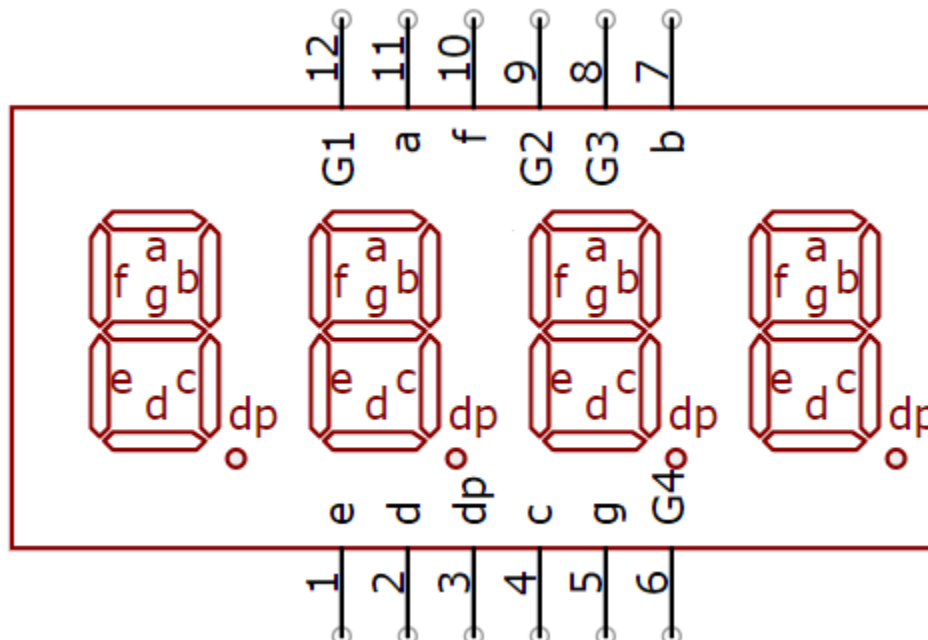 12 11 10 9 8 7
G1 a f G2 G3 b
a a a a
f b f b f b f b
g g g g
e c e c e c e c
d d d d
dp dp dp dp
e d dp c g G4
1 2 3 4 5 6